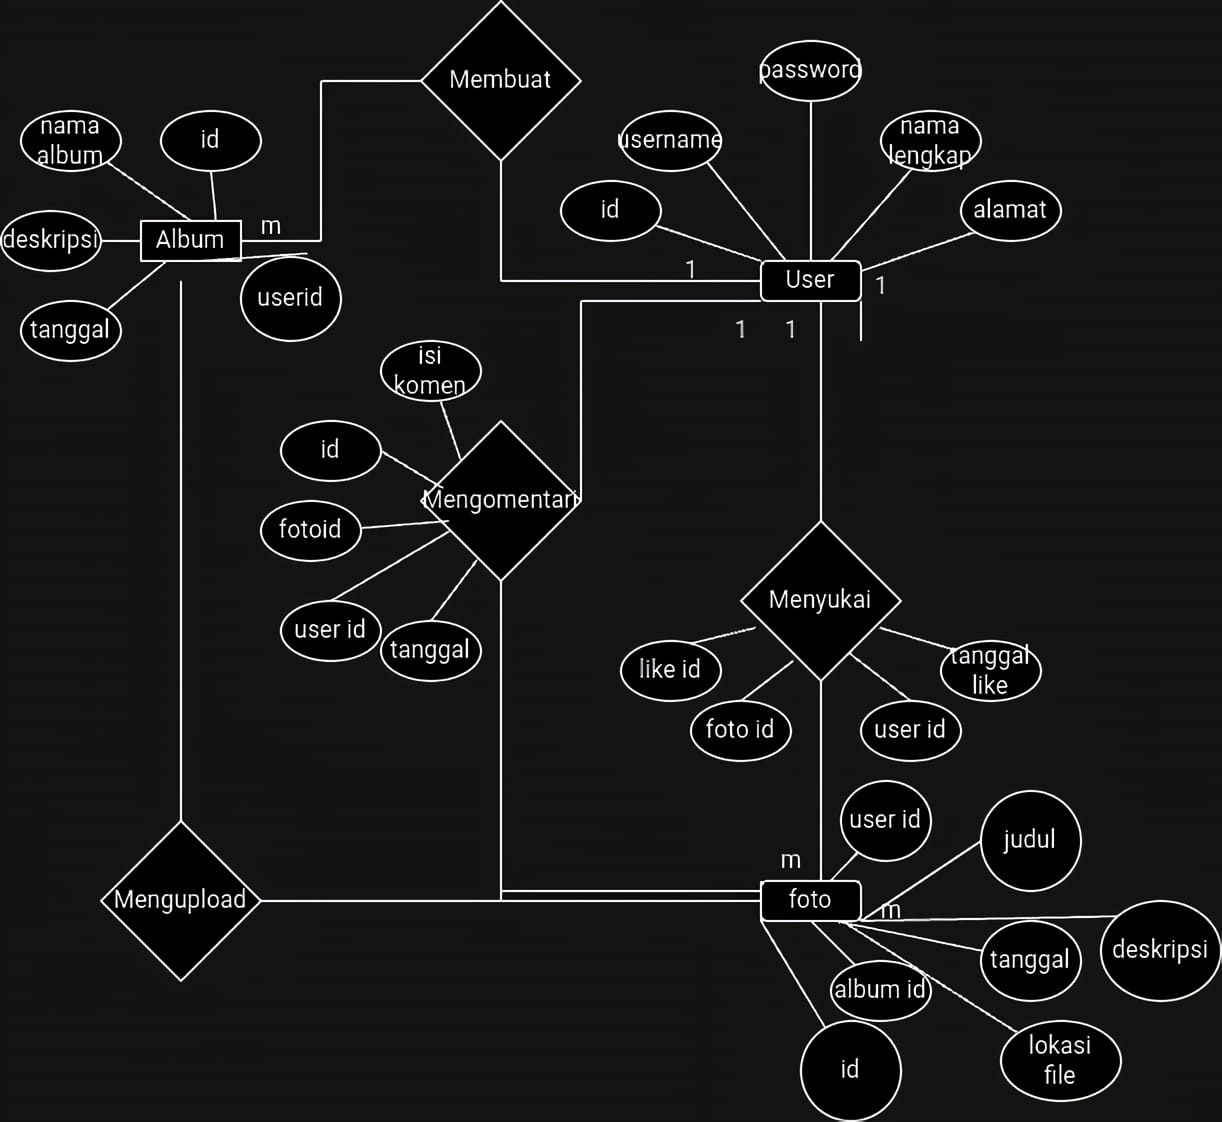 Membuat
password
nama
album
id
username
nama
lengkap
id
alamat
deskripsi
Album
m
User
1
1
userid
tanggal
1
1
isi
komen
id
Mengomentari
fotoid
user id
tanggal
Menyukai
like id
tanggal
like
foto id
user id
user id
judul
m
Mengupload
foto
m
deskripsi
tanggal
album id
lokasi
file
id